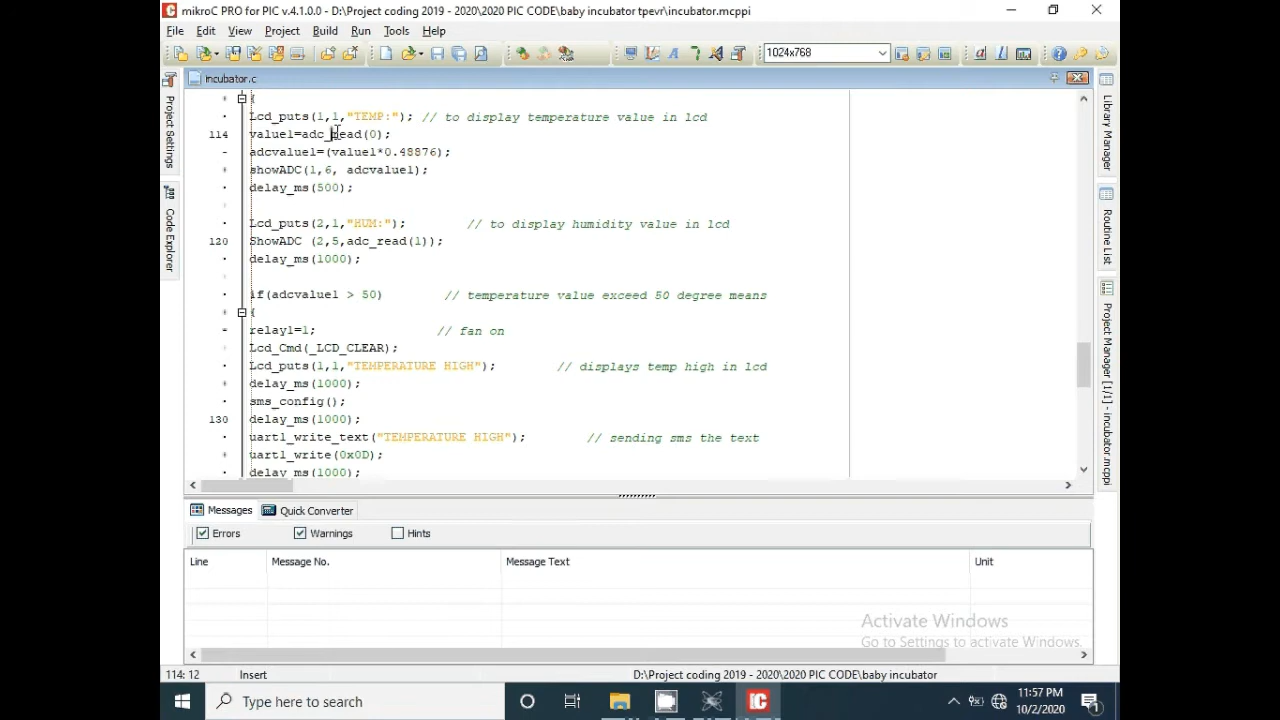 mikroC PRO for PIC v.4.1.0.0 - D:\Project coding 2019 - 2020\2020 PIC CODE\baby incubator tpevr\incubator.mcppi
File Edit View Project Build Run Tools Help
1024x768
incubator.c
{
Lcd_puts(1,1,"TEMP:"); // to display temperature value in lcd
114 value1=adc_read(0);
adcvalue1=(value1*0.48876);
showADC(1,6, adcvalue1);
delay_ms(500);
Lcd_puts(2,1,"HUM:"); // to display humidity value in lcd
120 ShowADC (2,5,adc_read(1));
delay_ms(1000);
if(adcvalue1 > 50) // temperature value exceed 50 degree means
{
relay1=1; // fan on
Lcd_Cmd(_LCD_CLEAR);
Lcd_puts(1,1,"TEMPERATURE HIGH"); // displays temp high in lcd
delay_ms(1000);
sms_config();
130 delay_ms(1000);
uart1_write_text("TEMPERATURE HIGH"); // sending sms the text
uart1_write(0x0D);
delay_ms(1000);
Project Settings
Code Explorer
Library Manager
Routine List
Project Manager [1/1] - incubator.mcppi
Messages Quick Converter
Errors Warnings Hints
Line Message No. Message Text Unit
Activate Windows
Go to Settings to activate Windows.
114: 12 Insert D:\Project coding 2019 - 2020\2020 PIC CODE\baby incubator
Type here to search
11:57 PM
10/2/2020
1